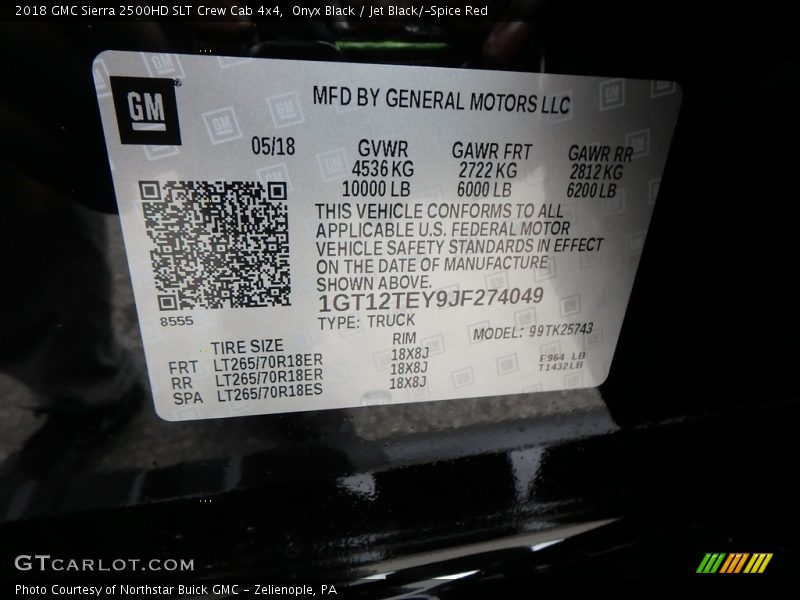 2018 GMC Sierra 2500HD SLT Crew Cab 4x4, Onyx Black / Jet Black/-Spice Red
GM
MFD BY GENERAL MOTORS LLC
05/18
GVWR
4536 KG
10000 LB
GAWR FRT
2722 KG
6000 LB
GAWR RR
2812 KG
6200 LB
THIS VEHICLE CONFORMS TO ALL
APPLICABLE U.S. FEDERAL MOTOR
VEHICLE SAFETY STANDARDS IN EFFECT
ON THE DATE OF MANUFACTURE
SHOWN ABOVE.
1GT12TEY9JF274049
8555
TYPE: TRUCK
MODEL: 99TK25743
TIRE SIZE RIM
FRT LT265/70R18ER 18X8J
RR LT265/70R18ER 18X8J
SPA LT265/70R18ES 18X8J
F964 LB
T1432LB
GTCARLOT.COM
Photo Courtesy of Northstar Buick GMC - Zelienople, PA